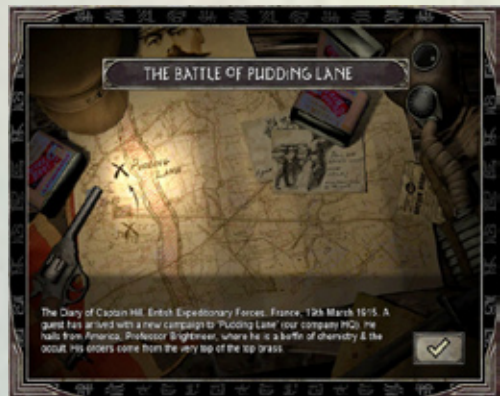 THE BATTLE OF PUDDING LANE
PUDDING
LANE
The Diary of Captain Hill, British Expeditionary Forces, France, 19th March 1915. A
guest has arrived with a new campaign to 'Pudding Lane' (our company HQ). He
hails from America, Professor Brightmeer, where he is a boffin of chemistry & the
occult. His orders come from the very top of the top brass.